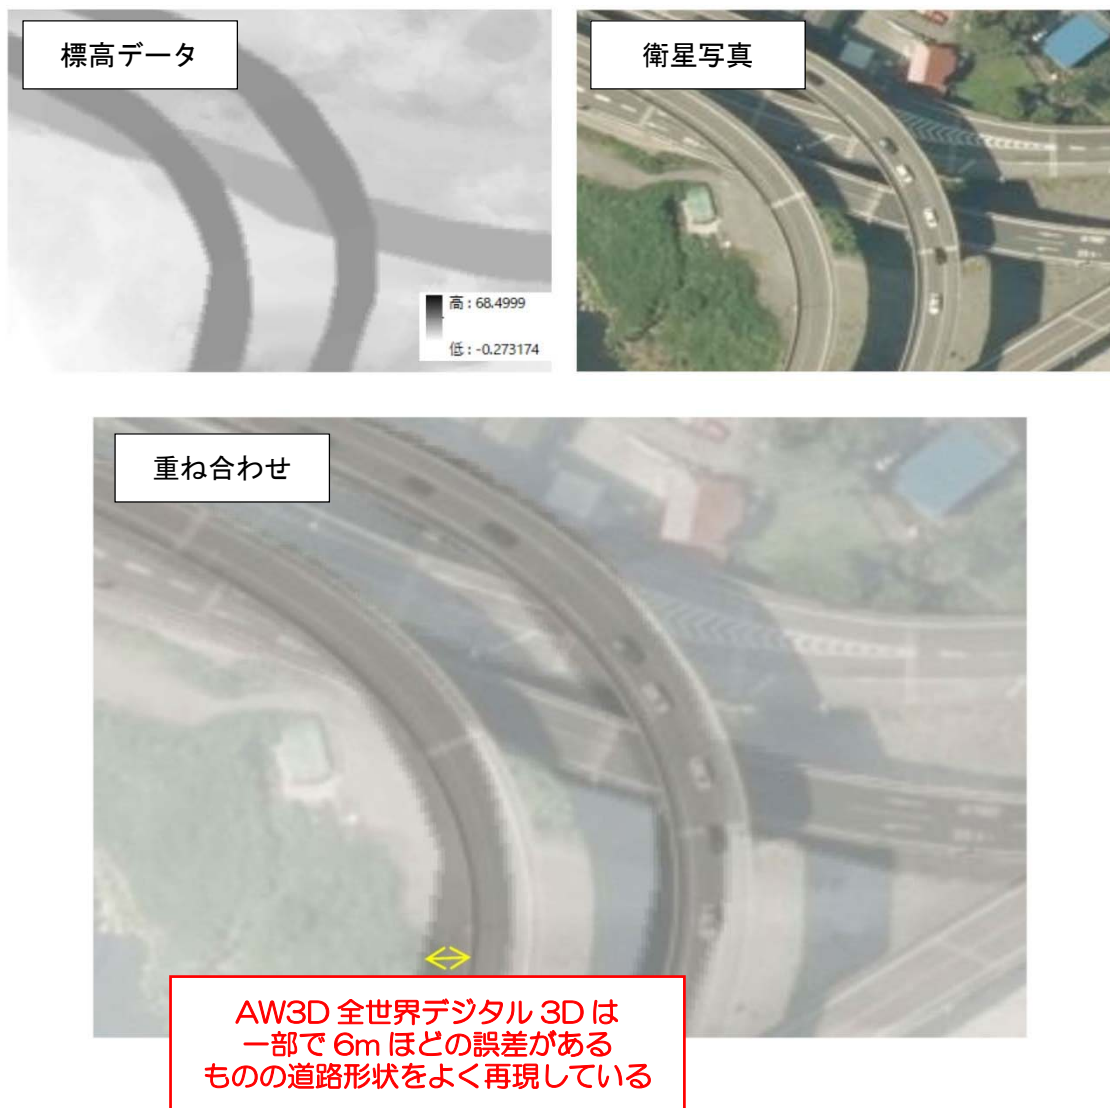 標高データ
衛星写真
高 : 68.4999
低 : -0.273174
重ね合わせ
AW3D 全世界デジタル 3D は
一部で 6m ほどの誤差がある
ものの道路形状をよく再現している